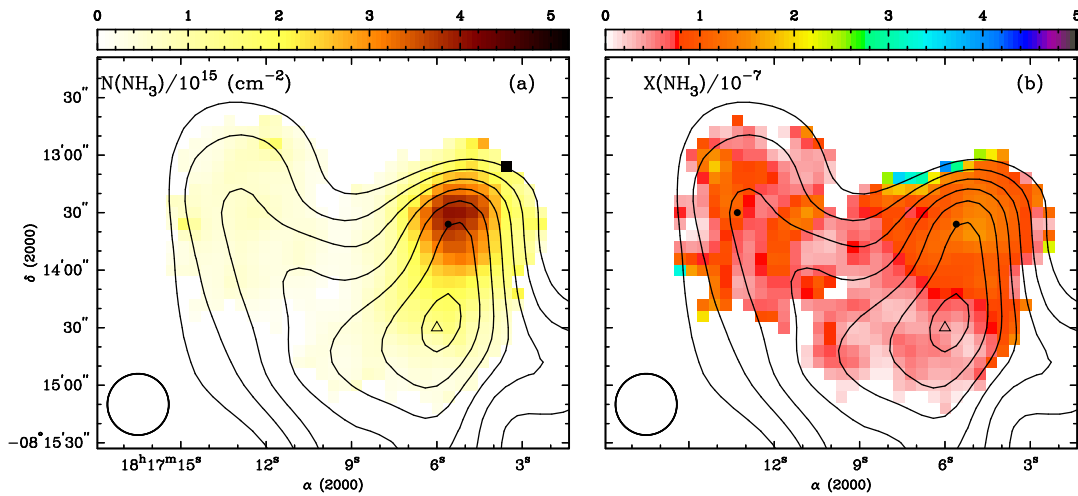 0 1 2 3 4 5
0 1 2 3 4 5
N(NH₃)/10¹⁵ (cm⁻²) (a)
X(NH₃)/10⁻⁷ (b)
30″
13′00″
30″
14′00″
30″
15′00″
−08°15′30″
δ (2000)
18ʰ17ᵐ15ˢ 12ˢ 9ˢ 6ˢ 3ˢ
12ˢ 9ˢ 6ˢ 3ˢ
α (2000)
α (2000)